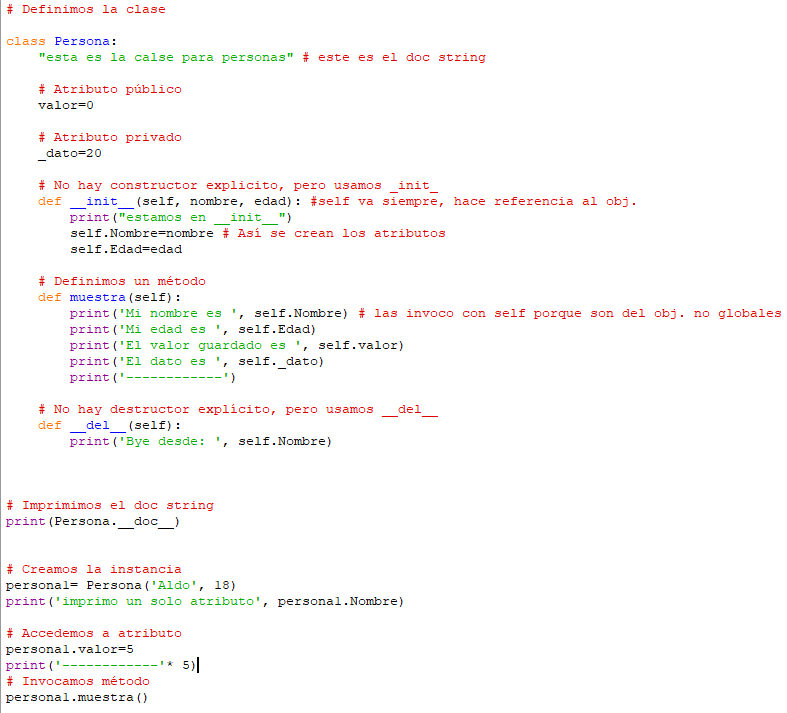 # Definimos la clase
class Persona:
"esta es la calse para personas" # este es el doc string
# Atributo público
valor=0
# Atributo privado
_dato=20
# No hay constructor explicito, pero usamos _init_
def __init__(self, nombre, edad): #self va siempre, hace referencia al obj.
print("estamos en __init__")
self.Nombre=nombre # Así se crean los atributos
self.Edad=edad
# Definimos un método
def muestra(self):
print('Mi nombre es ', self.Nombre) # las invoco con self porque son del obj. no globales
print('Mi edad es ', self.Edad)
print('El valor guardado es ', self.valor)
print('El dato es ', self._dato)
print('------------')
# No hay destructor explícito, pero usamos __del__
def __del__(self):
print('Bye desde: ', self.Nombre)
# Imprimimos el doc string
print(Persona.__doc__)
# Creamos la instancia
persona1= Persona('Aldo', 18)
print('imprimo un solo atributo', persona1.Nombre)
# Accedemos a atributo
persona1.valor=5
print('------------'* 5)
# Invocamos método
persona1.muestra()